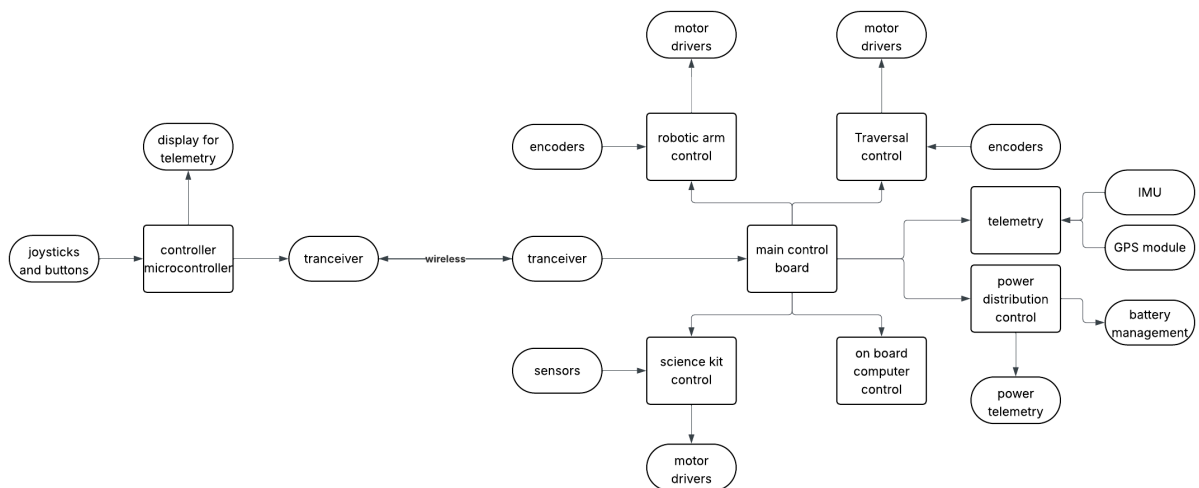 motor
drivers
motor
drivers
display for
telemetry
encoders
robotic arm
control
Traversal
control
encoders
IMU
telemetry
GPS module
joysticks
and buttons
controller
microcontroller
tranceiver
wireless
tranceiver
main control
board
power
distribution
control
battery
management
sensors
science kit
control
on board
computer
control
power
telemetry
motor
drivers